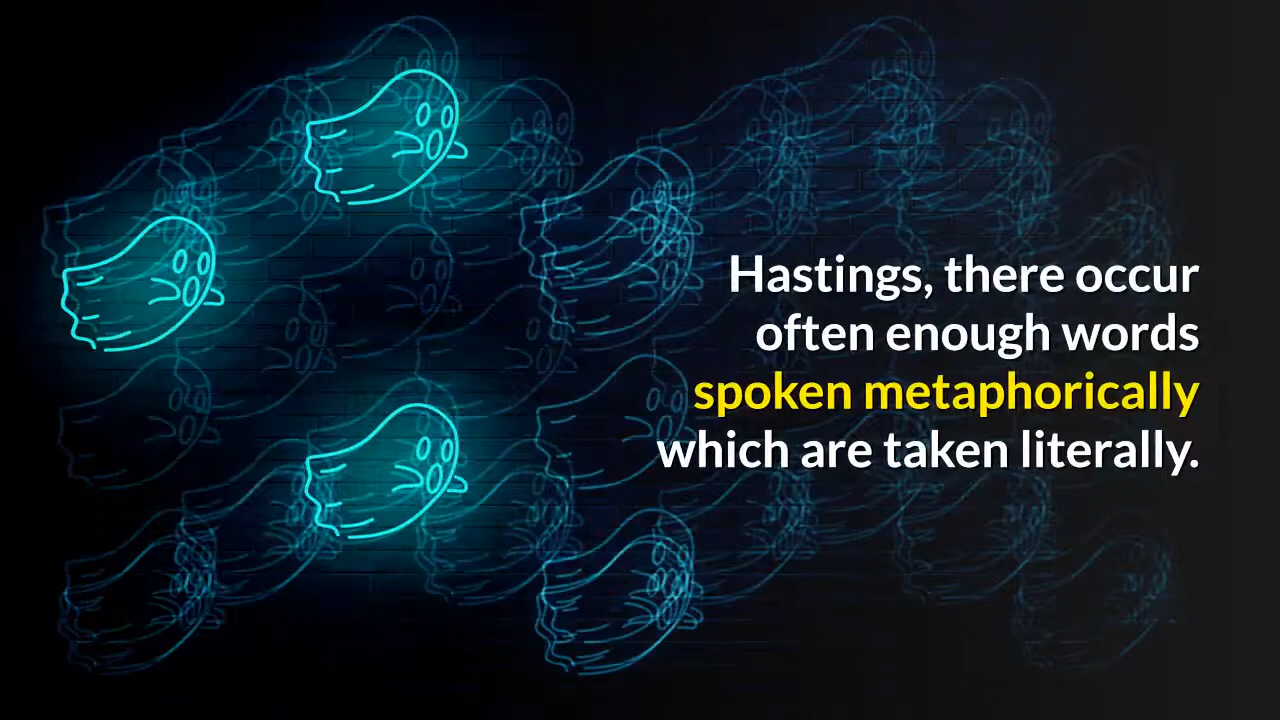 Hastings, there occur
often enough words
spoken metaphorically
which are taken literally.